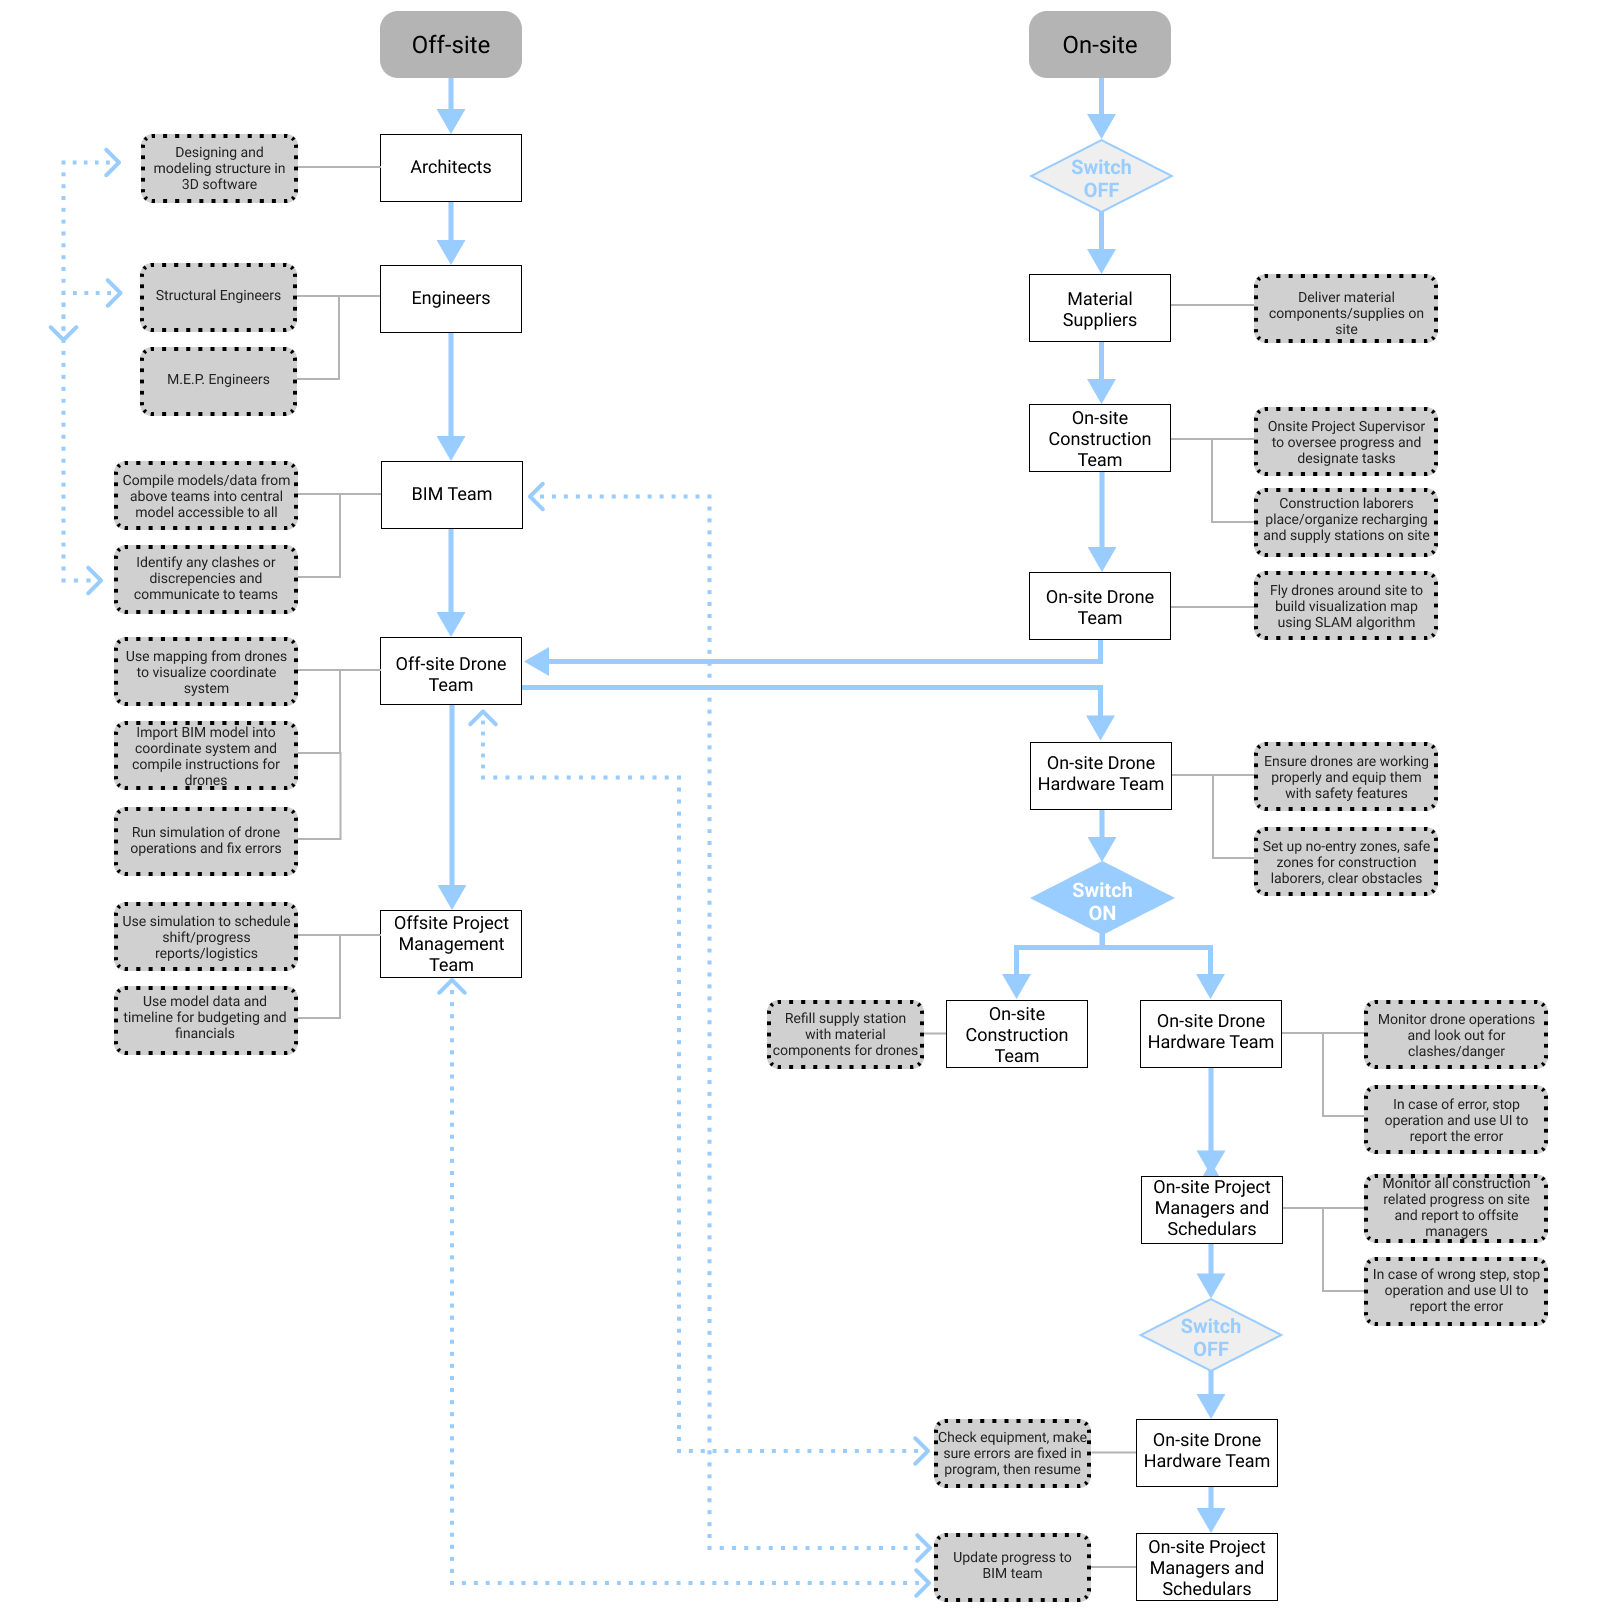 Off-site
On-site
Designing and
modeling structure in
3D software
Architects
Switch
OFF
Structural Engineers
Engineers
M.E.P. Engineers
Material
Suppliers
Deliver material
components/supplies on
site
On-site
Construction
Team
Onsite Project Supervisor
to oversee progress and
designate tasks
Construction laborers
place/organize recharging
and supply stations on site
Compile models/data from
above teams into central
model accessible to all
BIM Team
Identify any clashes or
discrepencies and
communicate to teams
On-site Drone
Team
Fly drones around site to
build visualization map
using SLAM algorithm
Use mapping from drones
to visualize coordinate
system
Off-site Drone
Team
Import BIM model into
coordinate system and
compile instructions for
drones
Run simulation of drone
operations and fix errors
On-site Drone
Hardware Team
Ensure drones are working
properly and equip them
with safety features
Set up no-entry zones, safe
zones for construction
laborers, clear obstacles
Switch
ON
Use simulation to schedule
shift/progress
reports/logistics
Offsite Project
Management
Team
Use model data and
timeline for budgeting and
financials
Refill supply station
with material
components for drones
On-site
Construction
Team
On-site Drone
Hardware Team
Monitor drone operations
and look out for
clashes/danger
In case of error, stop
operation and use UI to
report the error
On-site Project
Managers and
Schedulars
Monitor all construction
related progress on site
and report to offsite
managers
In case of wrong step, stop
operation and use UI to
report the error
Switch
OFF
Check equipment, make
sure errors are fixed in
program, then resume
On-site Drone
Hardware Team
Update progress to
BIM team
On-site Project
Managers and
Schedulars